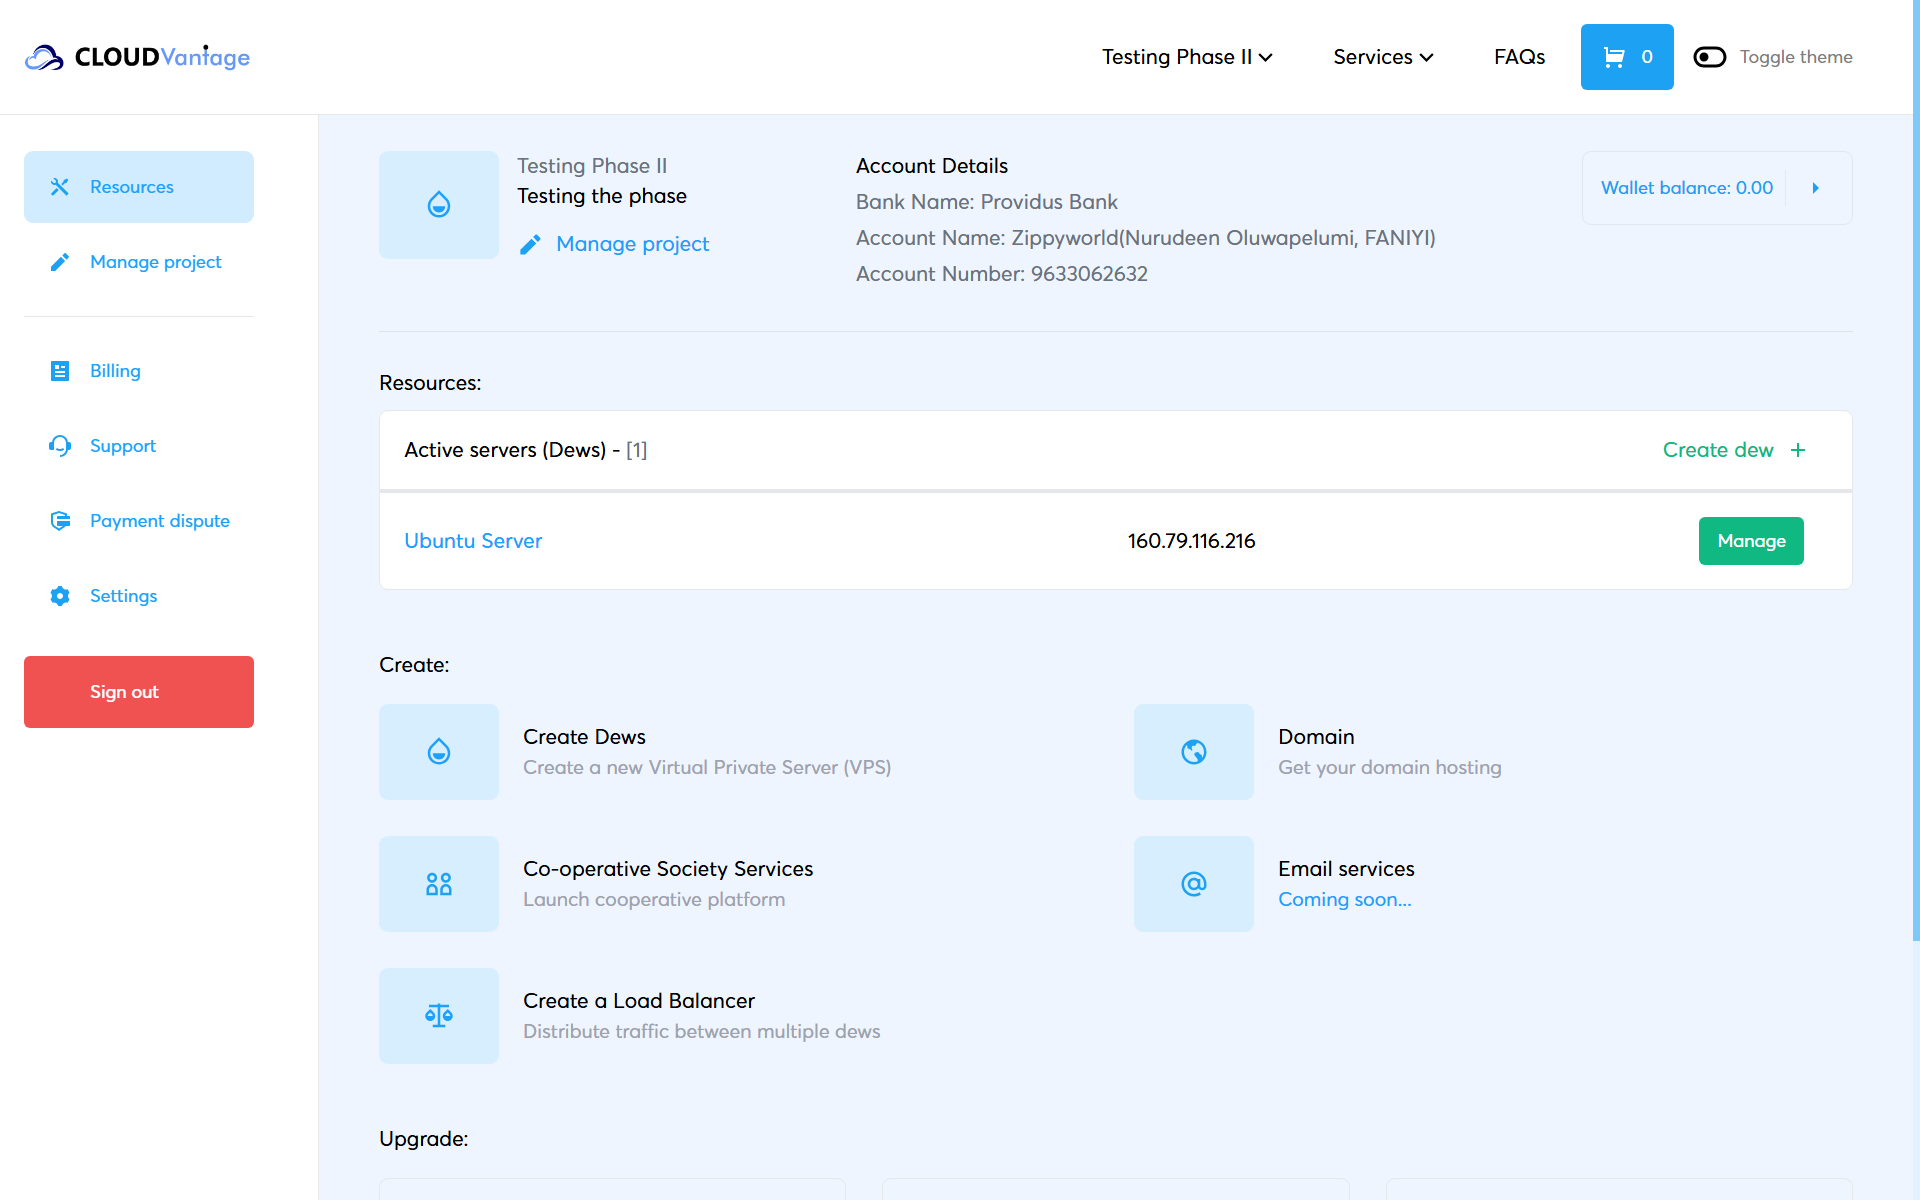 CLOUDVantage
Testing Phase II
Services
FAQs
0
Toggle theme
Resources
Manage project
Billing
Support
Payment dispute
Settings
Sign out
Testing Phase II
Testing the phase
Manage project
Account Details
Bank Name: Providus Bank
Account Name: Zippyworld(Nurudeen Oluwapelumi, FANIYI)
Account Number: 9633062632
Wallet balance: 0.00
Resources:
Active servers (Dews) - [1]
Create dew +
Ubuntu Server
160.79.116.216
Manage
Create:
Create Dews
Create a new Virtual Private Server (VPS)
Domain
Get your domain hosting
Co-operative Society Services
Launch cooperative platform
Email services
Coming soon...
Create a Load Balancer
Distribute traffic between multiple dews
Upgrade: